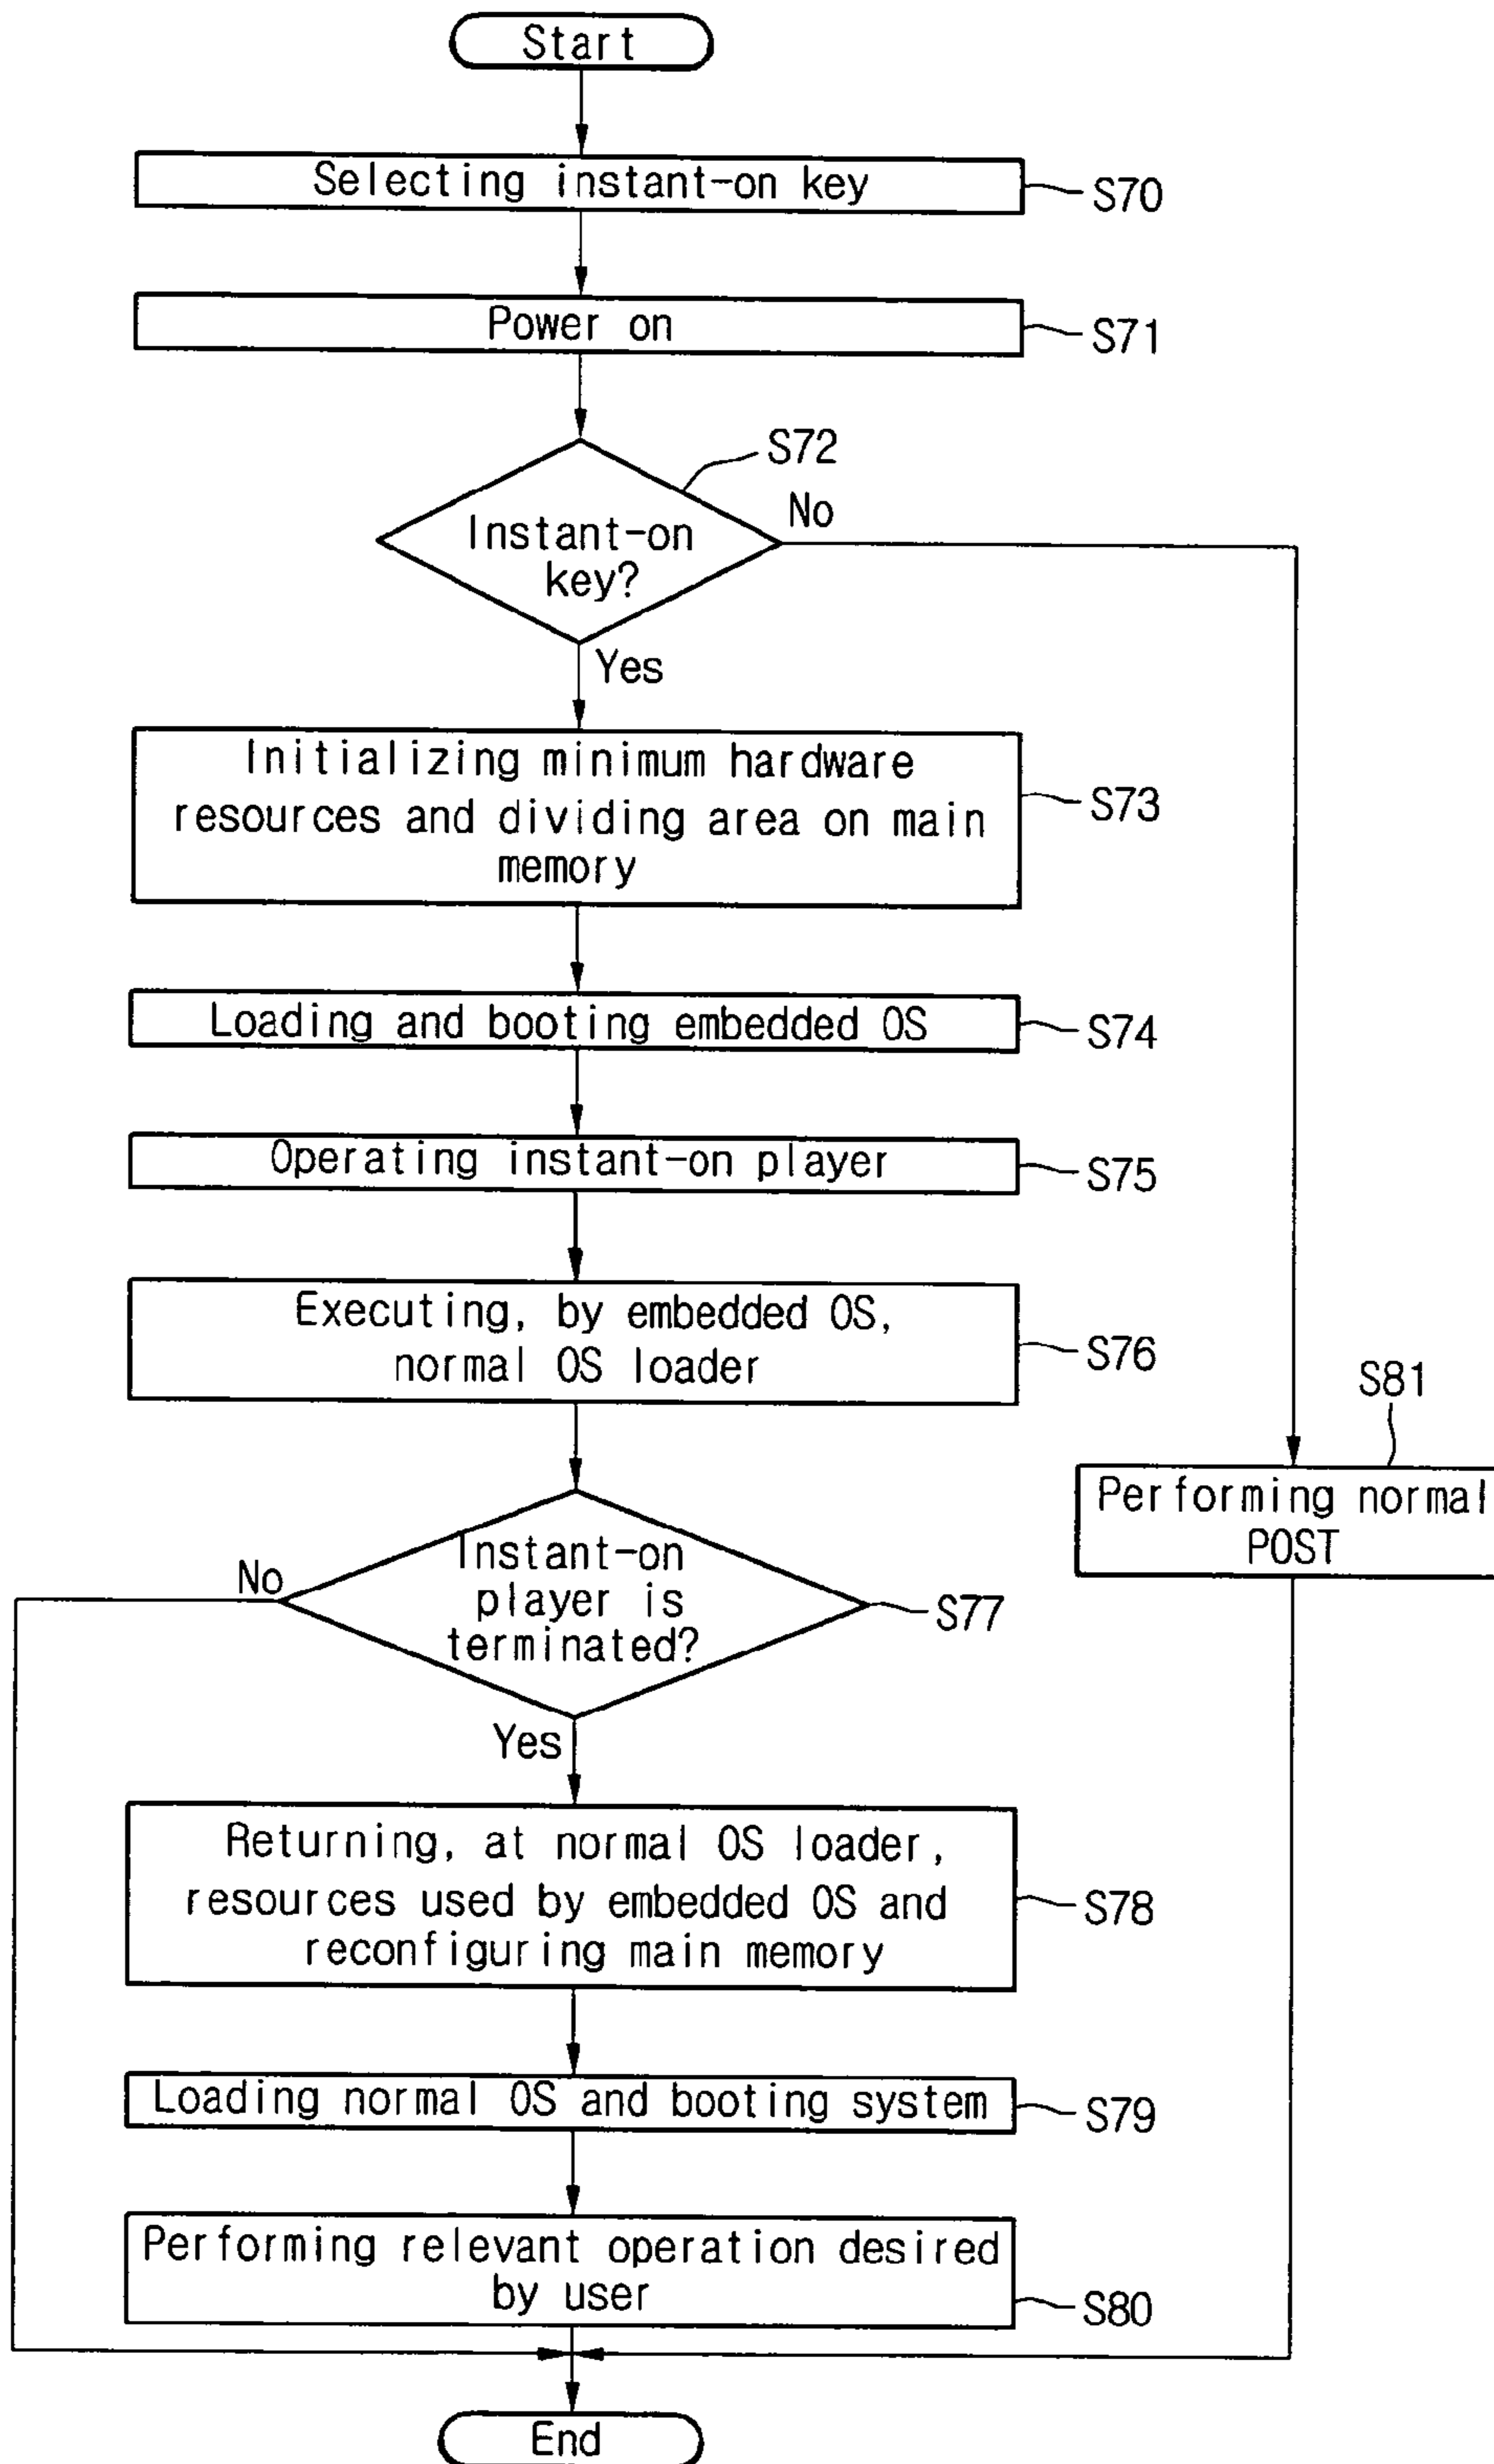 Start
Selecting instant-on key
S70
Power on
S71
S72
Instant-on
key?
No
Yes
Initializing minimum hardware
resources and dividing area on main
memory
S73
Loading and booting embedded OS
S74
Operating instant-on player
S75
Executing, by embedded OS,
normal OS loader
S76
S81
Performing normal
POST
Instant-on
player is
terminated?
No
S77
Yes
Returning, at normal OS loader,
resources used by embedded OS and
reconfiguring main memory
S78
Loading normal OS and booting system
S79
Performing relevant operation desired
by user
S80
End